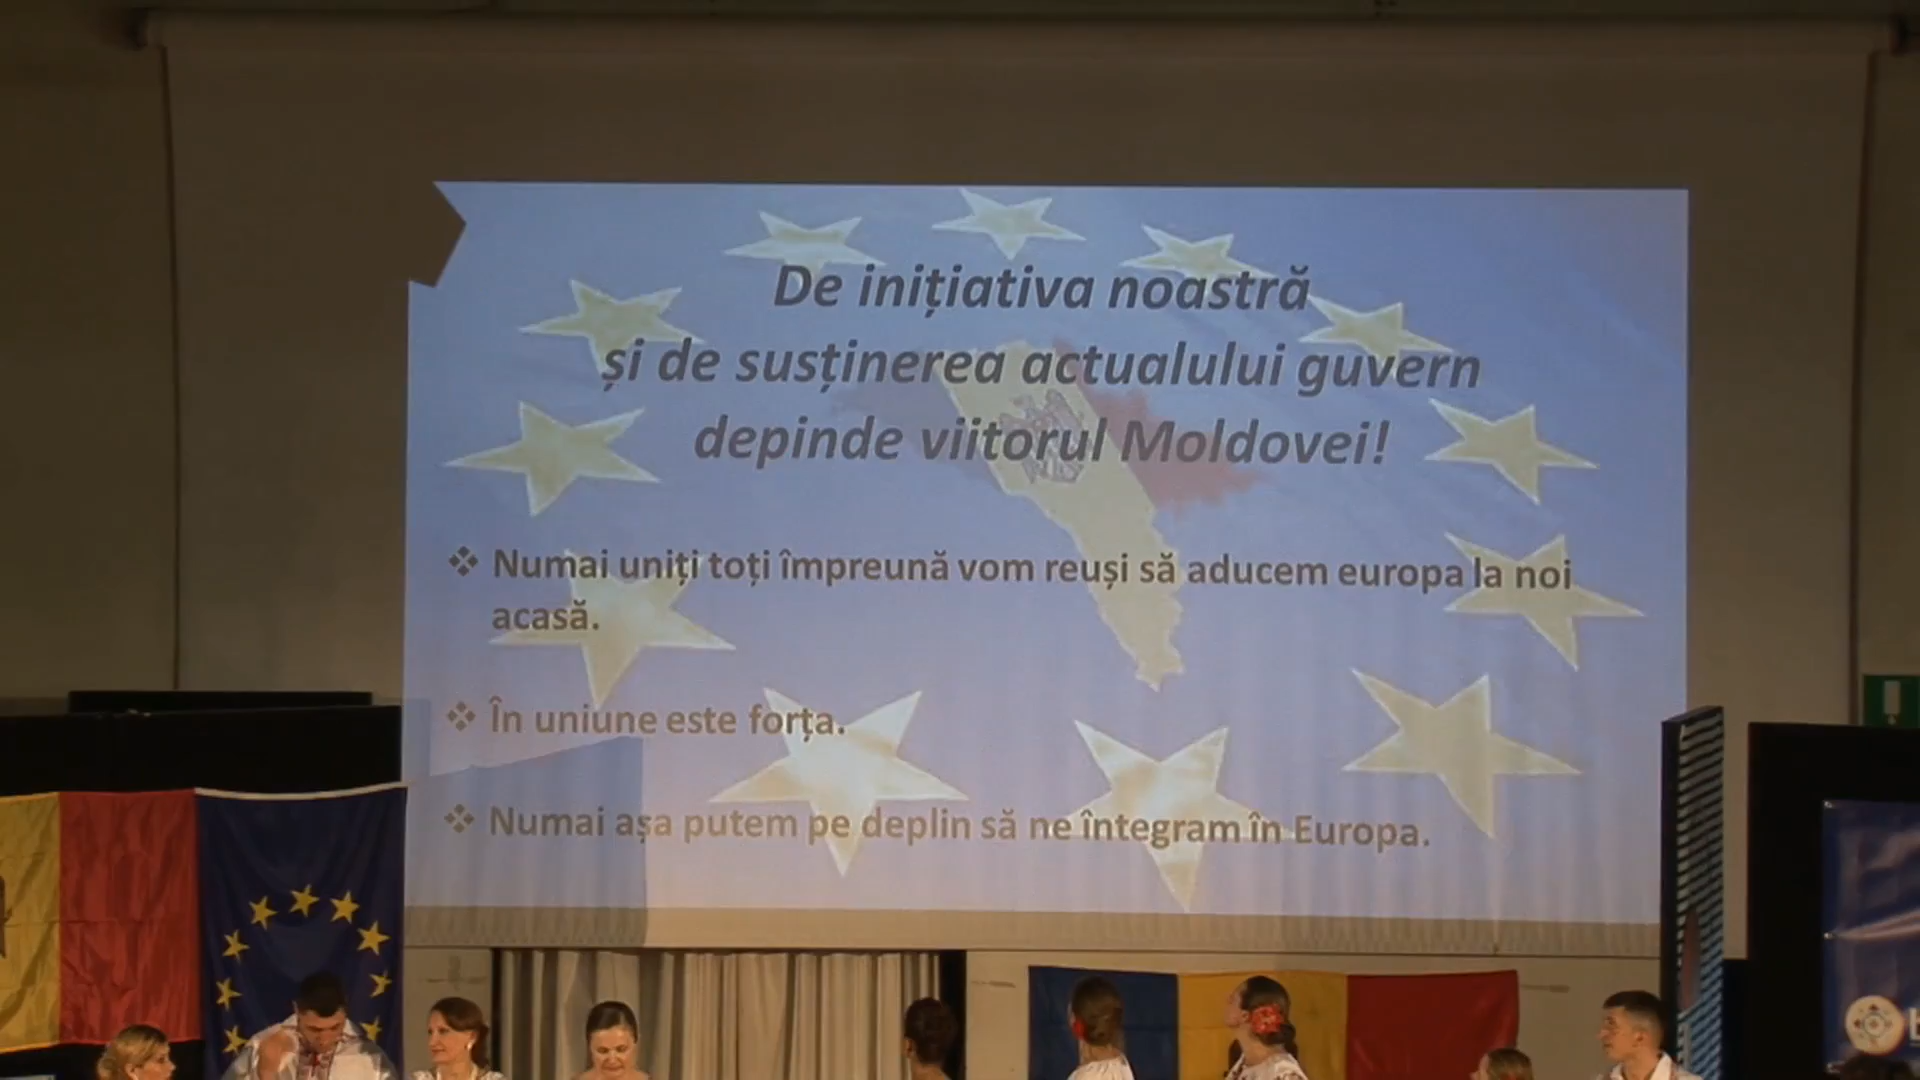 De inițiativa noastră
și de susținerea actualului guvern
depinde viitorul Moldovei!
❖ Numai uniți toți împreună vom reuși să aducem europa la noi
acasă.
❖ În uniune este forța.
❖ Numai așa putem pe deplin să ne întegram în Europa.